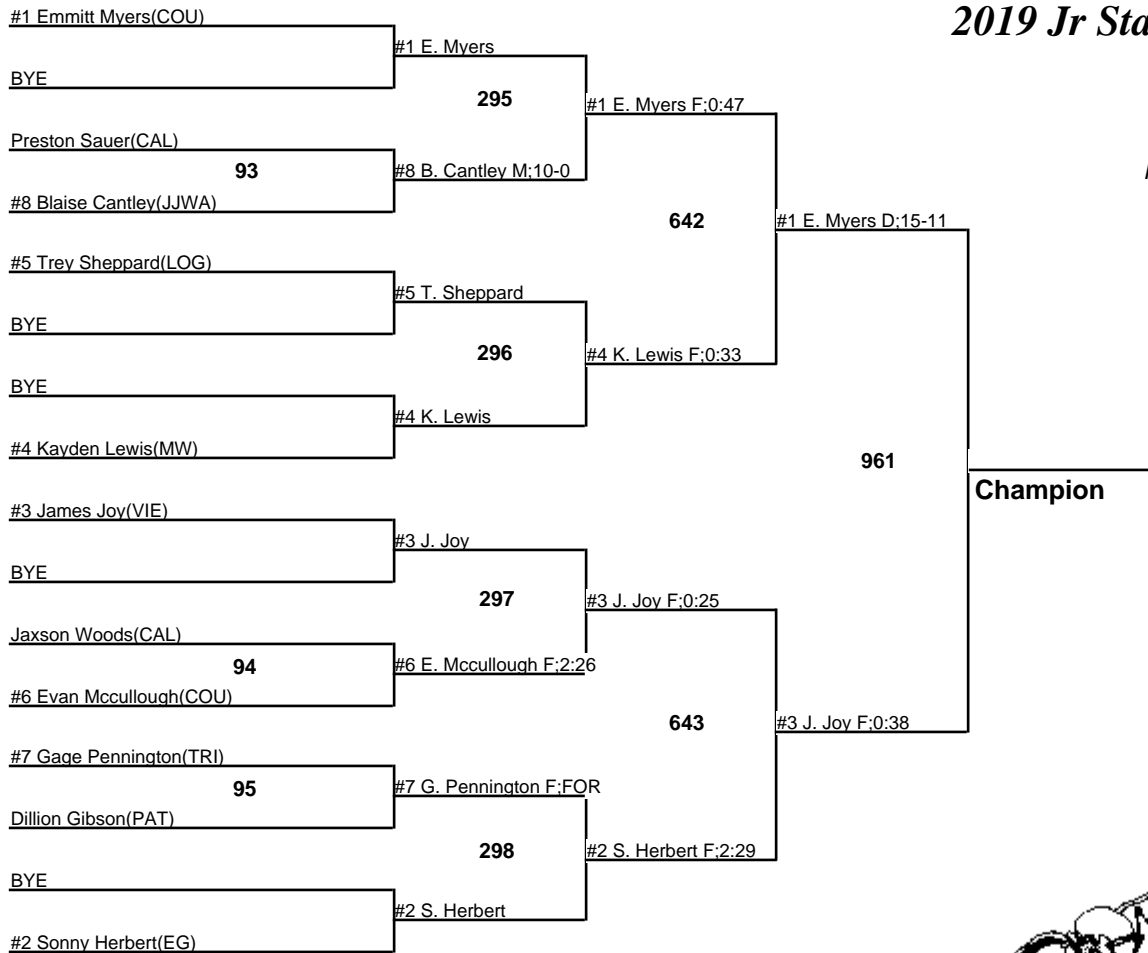 #1 Emmitt Myers(COU)
2019 Jr Sta
#1 E. Myers
BYE
295
#1 E. Myers F;0:47
Preston Sauer(CAL)
93
#8 B. Cantley M;10-0
#8 Blaise Cantley(JJWA)
642
#1 E. Myers D;15-11
#5 Trey Sheppard(LOG)
#5 T. Sheppard
BYE
296
#4 K. Lewis F;0:33
BYE
#4 K. Lewis
#4 Kayden Lewis(MW)
961
Champion
#3 James Joy(VIE)
#3 J. Joy
BYE
297
#3 J. Joy F;0:25
Jaxson Woods(CAL)
94
#6 E. Mccullough F;2:26
#6 Evan Mccullough(COU)
643
#3 J. Joy F;0:38
#7 Gage Pennington(TRI)
95
#7 G. Pennington F;FOR
Dillion Gibson(PAT)
298
#2 S. Herbert F;2:29
BYE
#2 S. Herbert
#2 Sonny Herbert(EG)